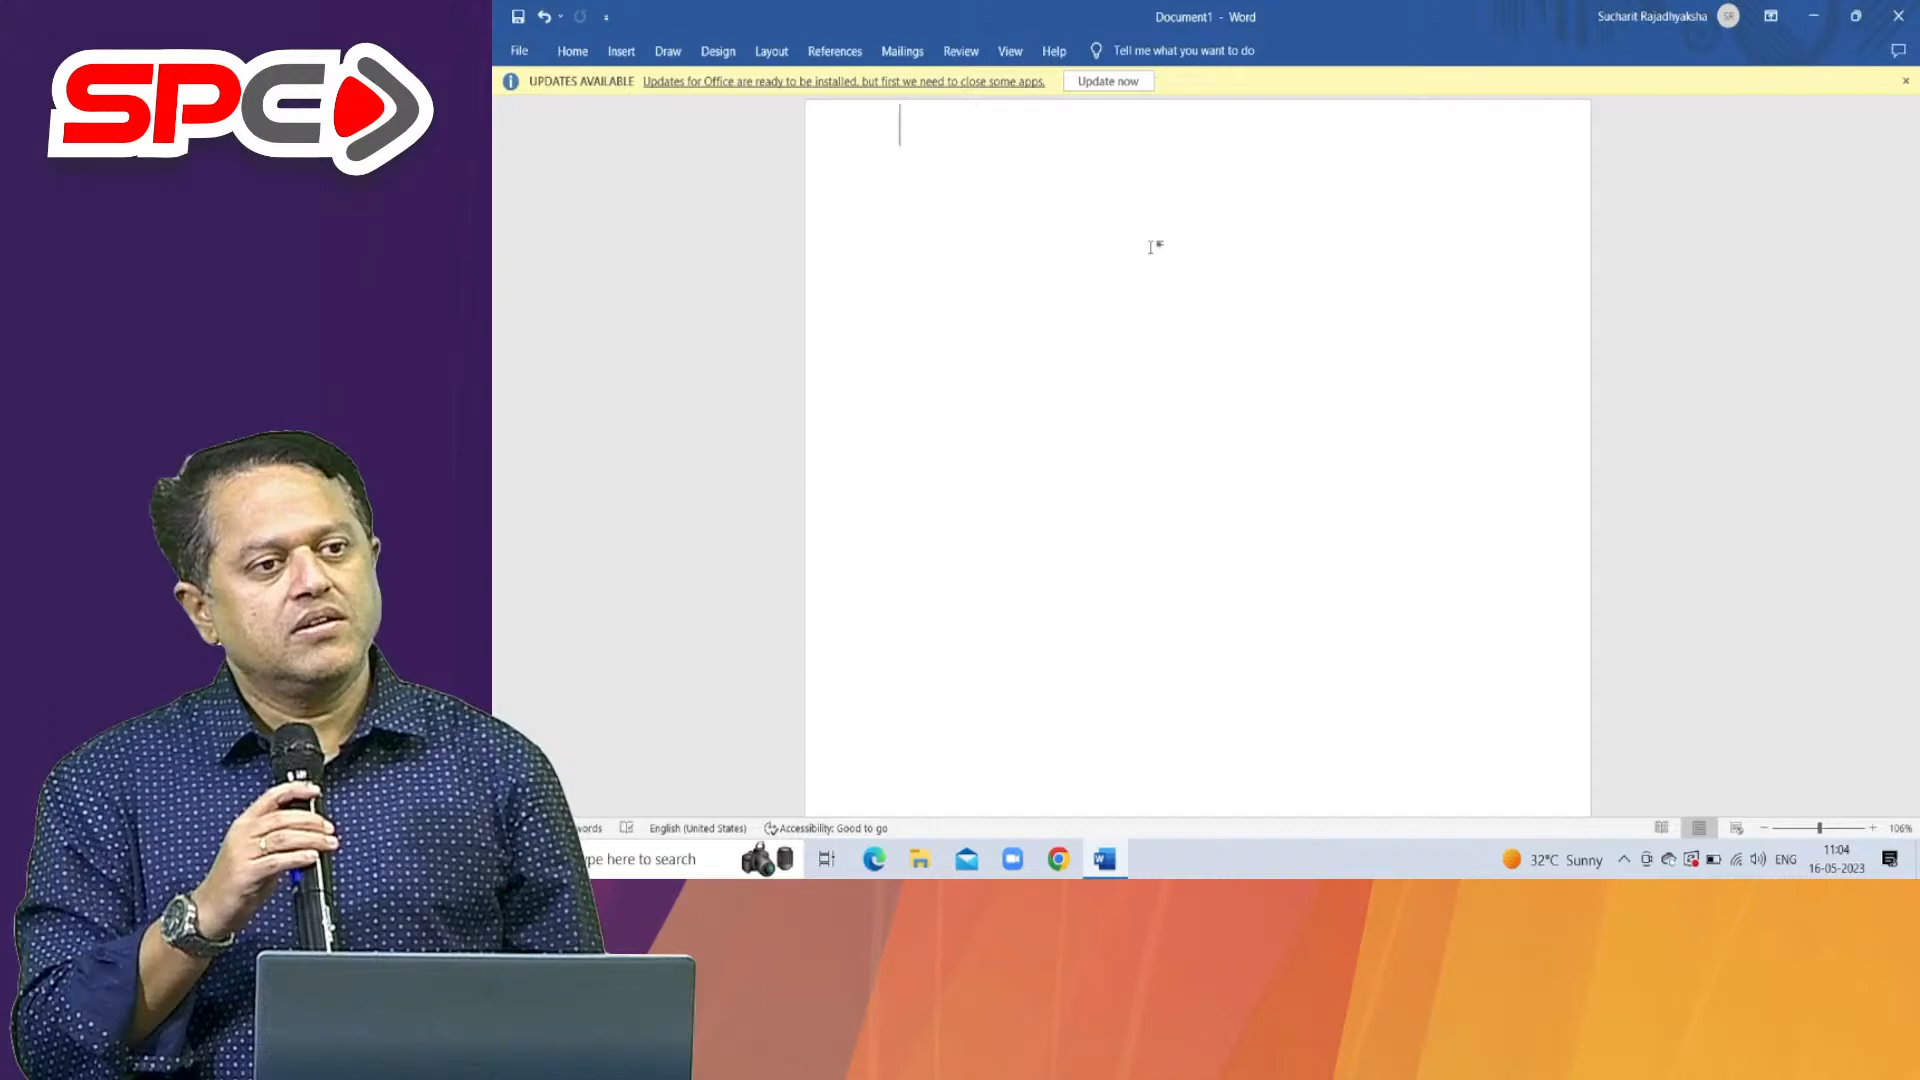 SPE
Document1 - Word
Sucharit Rajadhyaksha
SR
File Home Insert Draw Design Layout References Mailings Review View Help Tell me what you want to do
UPDATES AVAILABLE Updates for Office are ready to be installed, but first we need to close some apps. Update now
words English (United States) Accessibility: Good to go
106%
ype here to search
32°C Sunny
ENG
11:04
16-05-2023